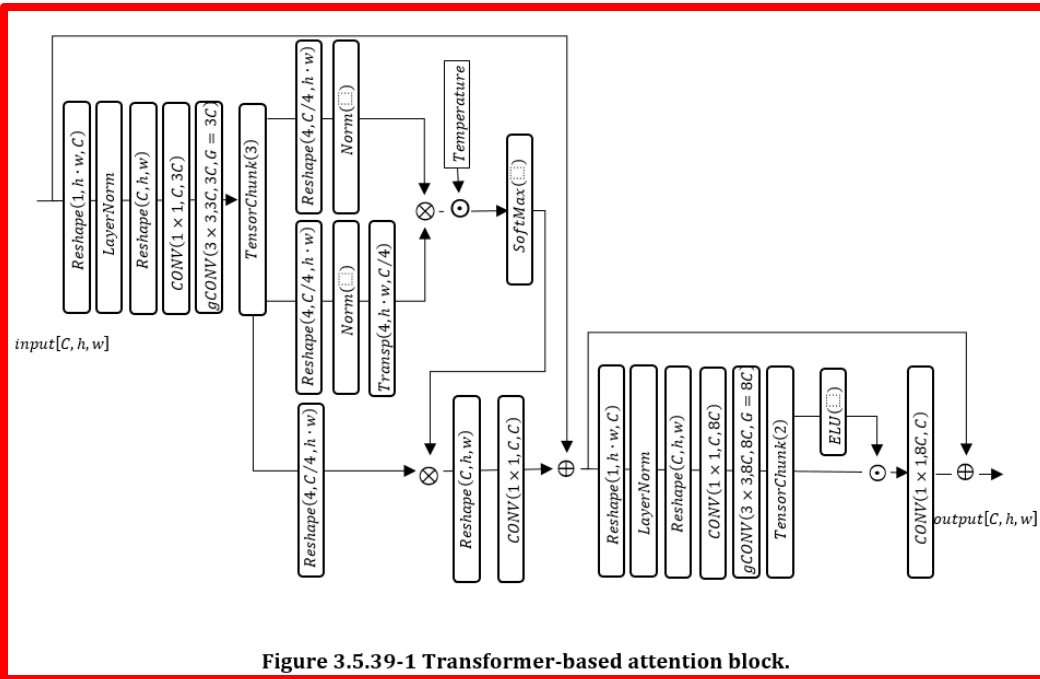 Reshape(1, h · w, C)
LayerNorm
Reshape(C, h, w)
CONV(1 × 1, C, 3C)
gCONV(3 × 3, 3C, 3C, G = 3C)
TensorChunk(3)
Reshape(4, C/4, h · w)
Norm(⬚)
Reshape(4, C/4, h · w)
Norm(⬚)
Transp(4, h · w, C/4)
Reshape(4, C/4, h · w)
Temperature
⊗
⊙
SoftMax(⬚)
input[C, h, w]
⊗
Reshape(C, h, w)
CONV(1 × 1, C, C)
⊕
Reshape(1, h · w, C)
LayerNorm
Reshape(C, h, w)
CONV(1 × 1, C, 8C)
gCONV(3 × 3, 8C, 8C, G = 8C)
TensorChunk(2)
ELU(⬚)
⊙
CONV(1 × 1, 8C, C)
⊕
output[C, h, w]
Figure 3.5.39-1 Transformer-based attention block.